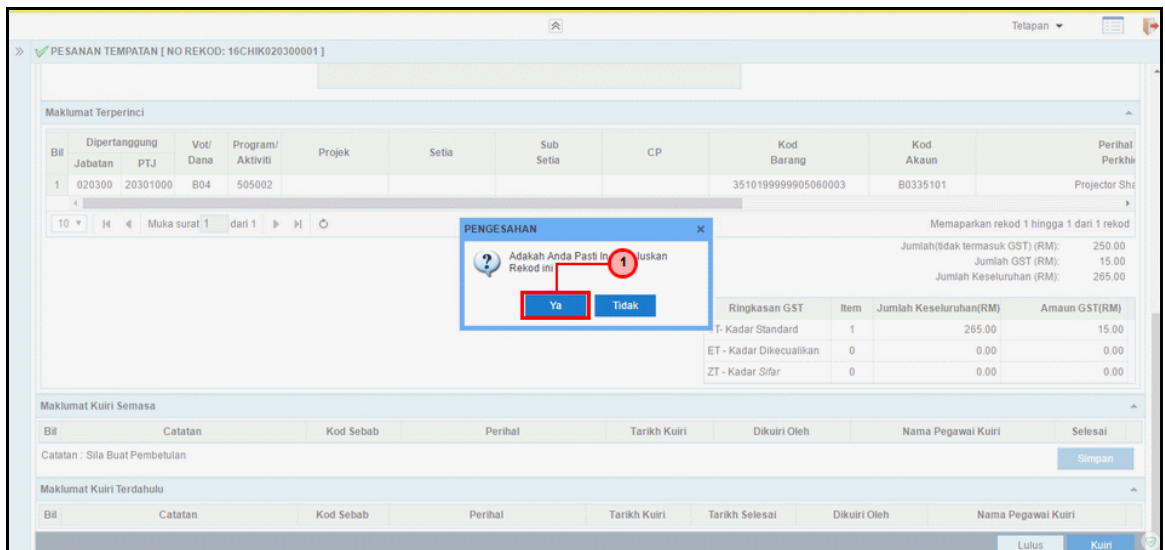 Tetapan
PESANAN TEMPATAN [ NO REKOD: 16CHIK020300001 ]
Maklumat Terperinci
Bil Dipertanggung Vot/ Dana Program/ Aktiviti Projek Setia Sub Setia CP Kod Barang Kod Akaun Perihal
Jabatan PTJ
1 020300 20301000 B04 505002 3510199999905060003 B0335101 Projector
10 Muka surat 1 dari 1 Memaparkan rekod 1 hingga 1 dari 1 rekod
PENGESAHAN x
Adakah Anda Pasti
Rekod ini
1
Ya Tidak
Jumlah(tidak termasuk GST) (RM): 250.00
Jumlah GST (RM): 15.00
Jumlah Keseluruhan (RM): 265.00
Ringkasan GST Item Jumlah Keseluruhan(RM) Amaun GST(RM)
T- Kadar Standard 1 265.00 15.00
ET - Kadar Dikecualikan 0 0.00 0.00
ZT - Kadar Sifar 0 0.00 0.00
Maklumat Kuiri Semasa
Bil Catatan Kod Sebab Perihal Tarikh Kuiri Dikuiri Oleh Nama Pegawai Kuiri Selesai
Catatan : Sila Buat Pembetulan Simpan
Maklumat Kuiri Terdahulu
Bil Catatan Kod Sebab Perihal Tarikh Kuiri Tarikh Selesai Dikuiri Oleh Nama Pegawai Kuiri
Lulus Kuiri